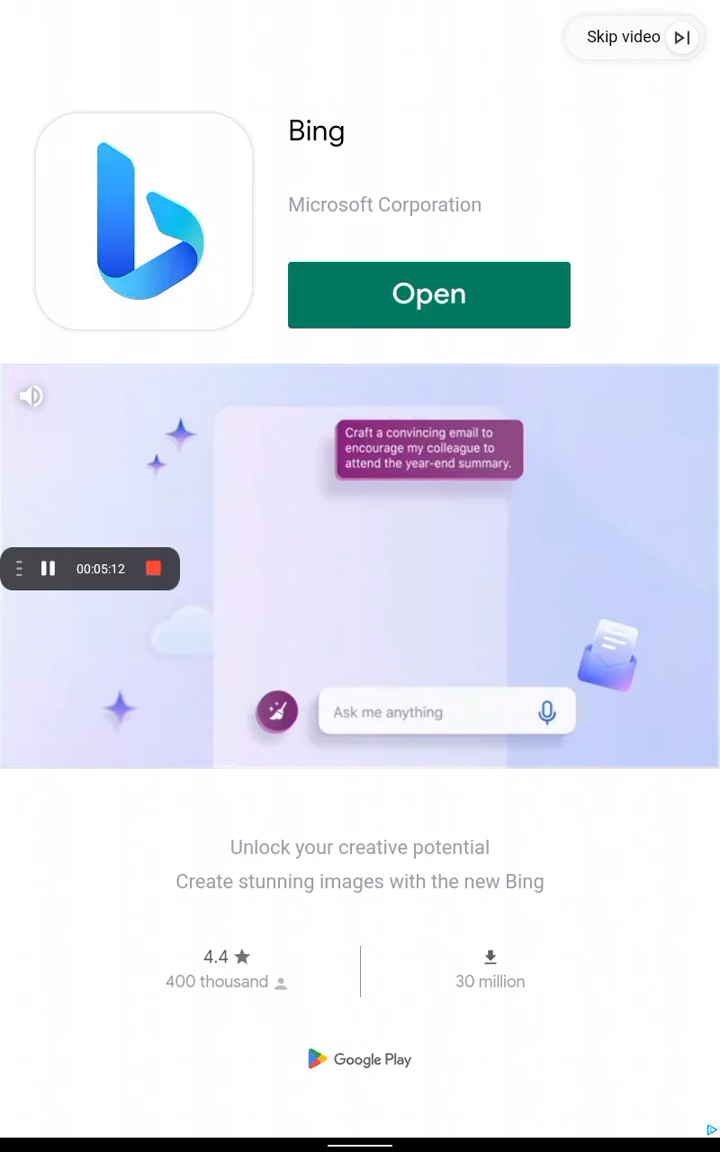 Skip video
Bing
Microsoft Corporation
Open
Craft a convincing email to
encourage my colleague to
attend the year-end summary.
00:05:12
Ask me anything
Unlock your creative potential
Create stunning images with the new Bing
4.4 ★
400 thousand
30 million
Google Play